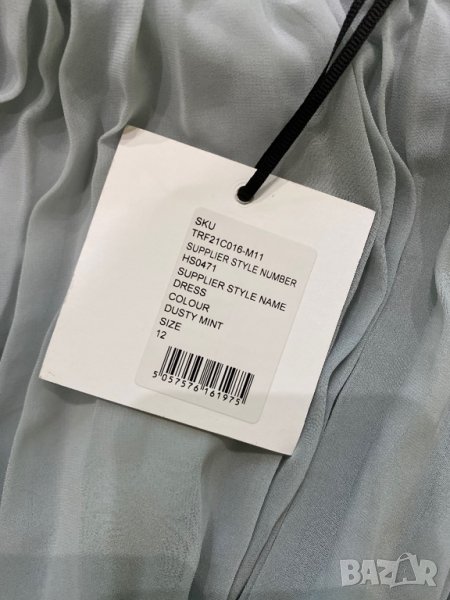 SKU
TRF21C016-M11
SUPPLIER STYLE NUMBER
HS0471
SUPPLIER STYLE NAME
DRESS
COLOUR
DUSTY MINT
SIZE
12
5 057576 161975
BAZAR